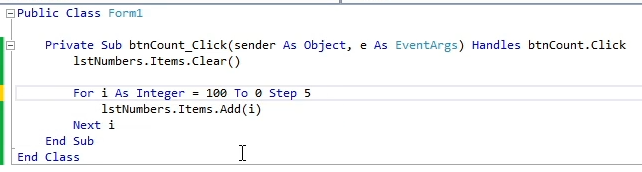 Public Class Form1
Private Sub btnCount_Click(sender As Object, e As EventArgs) Handles btnCount.Click
lstNumbers.Items.Clear()
For i As Integer = 100 To 0 Step 5
lstNumbers.Items.Add(i)
Next i
End Sub
End Class